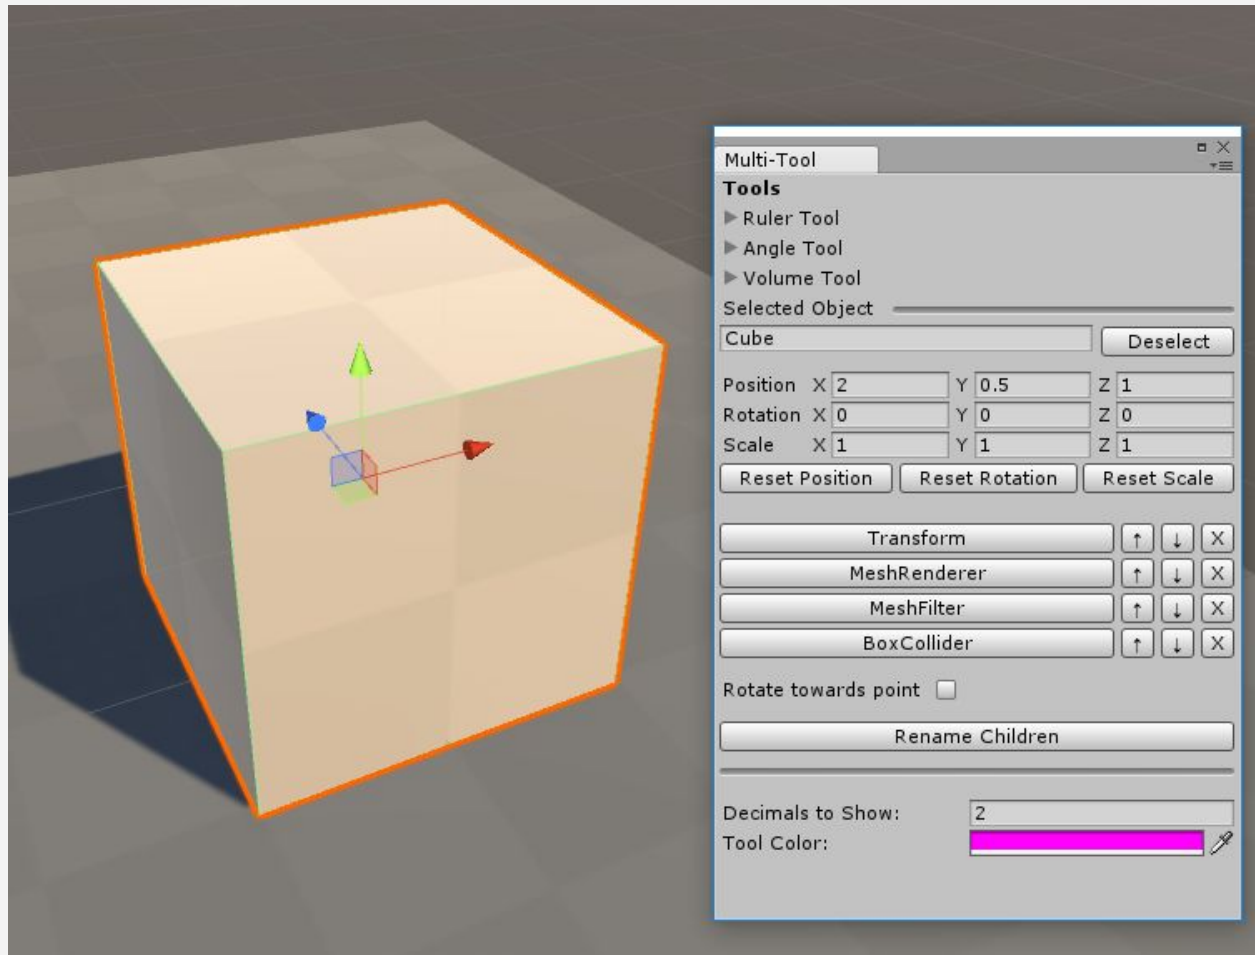 Multi-Tool
Tools
Ruler Tool
Angle Tool
Volume Tool
Selected Object
Cube Deselect
Position X 2 Y 0.5 Z 1
Rotation X 0 Y 0 Z 0
Scale X 1 Y 1 Z 1
Reset Position Reset Rotation Reset Scale
Transform ↑ ↓ X
MeshRenderer ↑ ↓ X
MeshFilter ↑ ↓ X
BoxCollider ↑ ↓ X
Rotate towards point
Rename Children
Decimals to Show: 2
Tool Color: